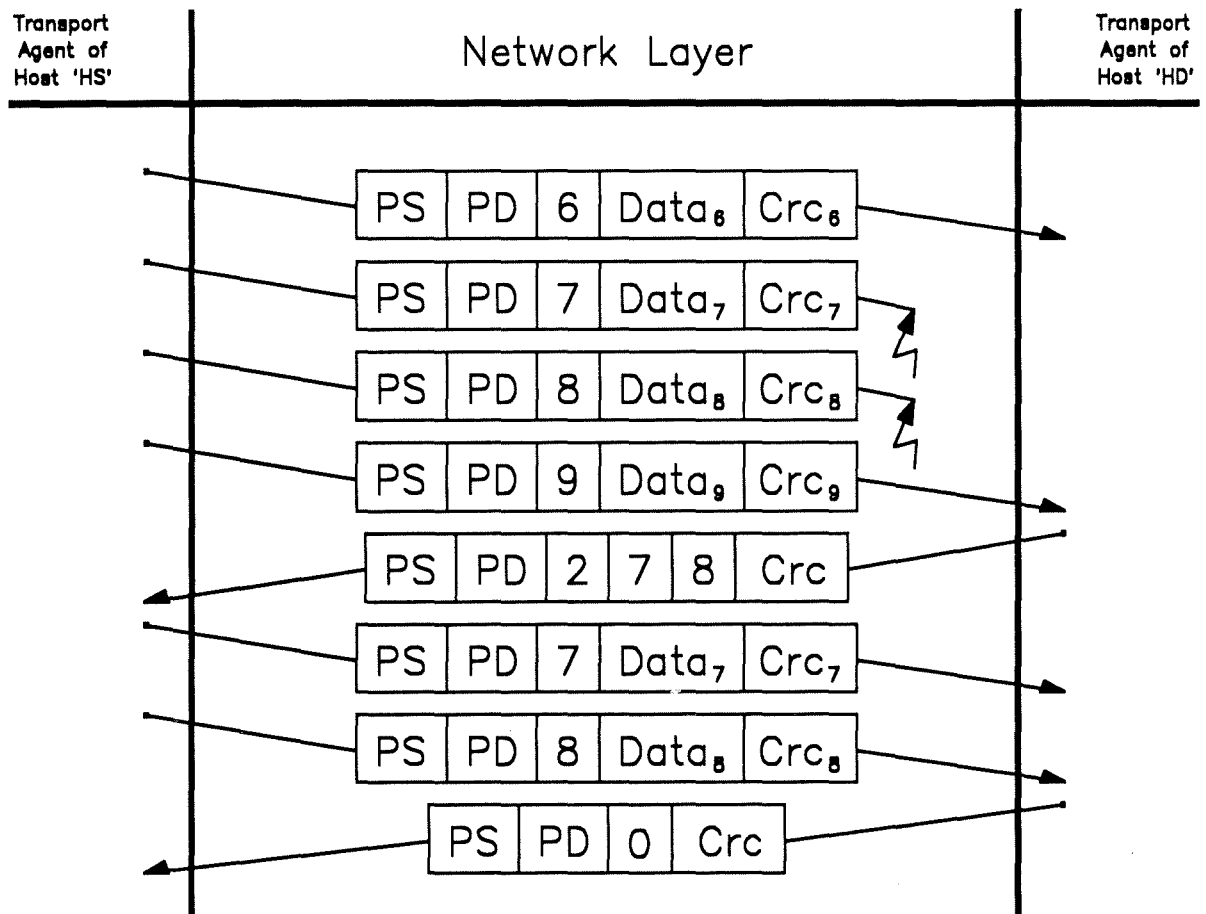 Transport
Agent of
Host 'HS'
Network Layer
Transport
Agent of
Host 'HD'
PS PD 6 Data₆ Crc₆
PS PD 7 Data₇ Crc₇
PS PD 8 Data₈ Crc₈
PS PD 9 Data₉ Crc₉
PS PD 2 7 8 Crc
PS PD 7 Data₇ Crc₇
PS PD 8 Data₈ Crc₈
PS PD 0 Crc